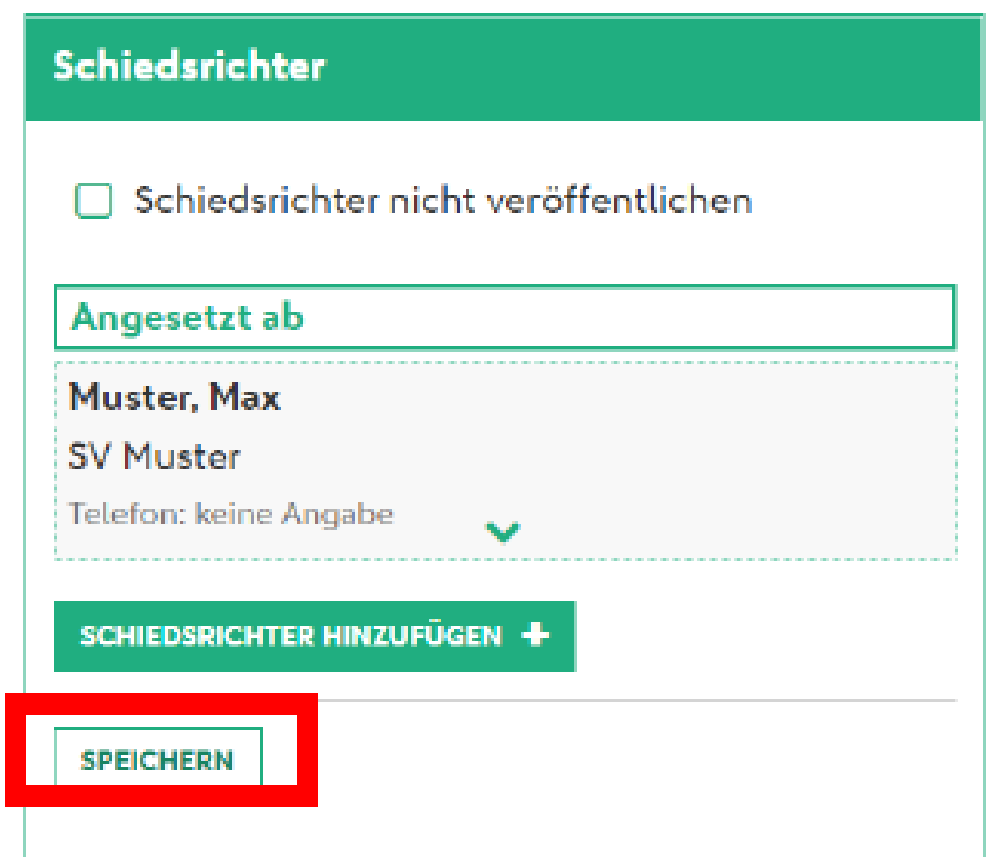 Schiedsrichter
Schiedsrichter nicht veröffentlichen
Angesetzt ab
Muster, Max
SV Muster
Telefon: keine Angabe
SCHIEDSRICHTER HINZUFÜGEN +
SPEICHERN